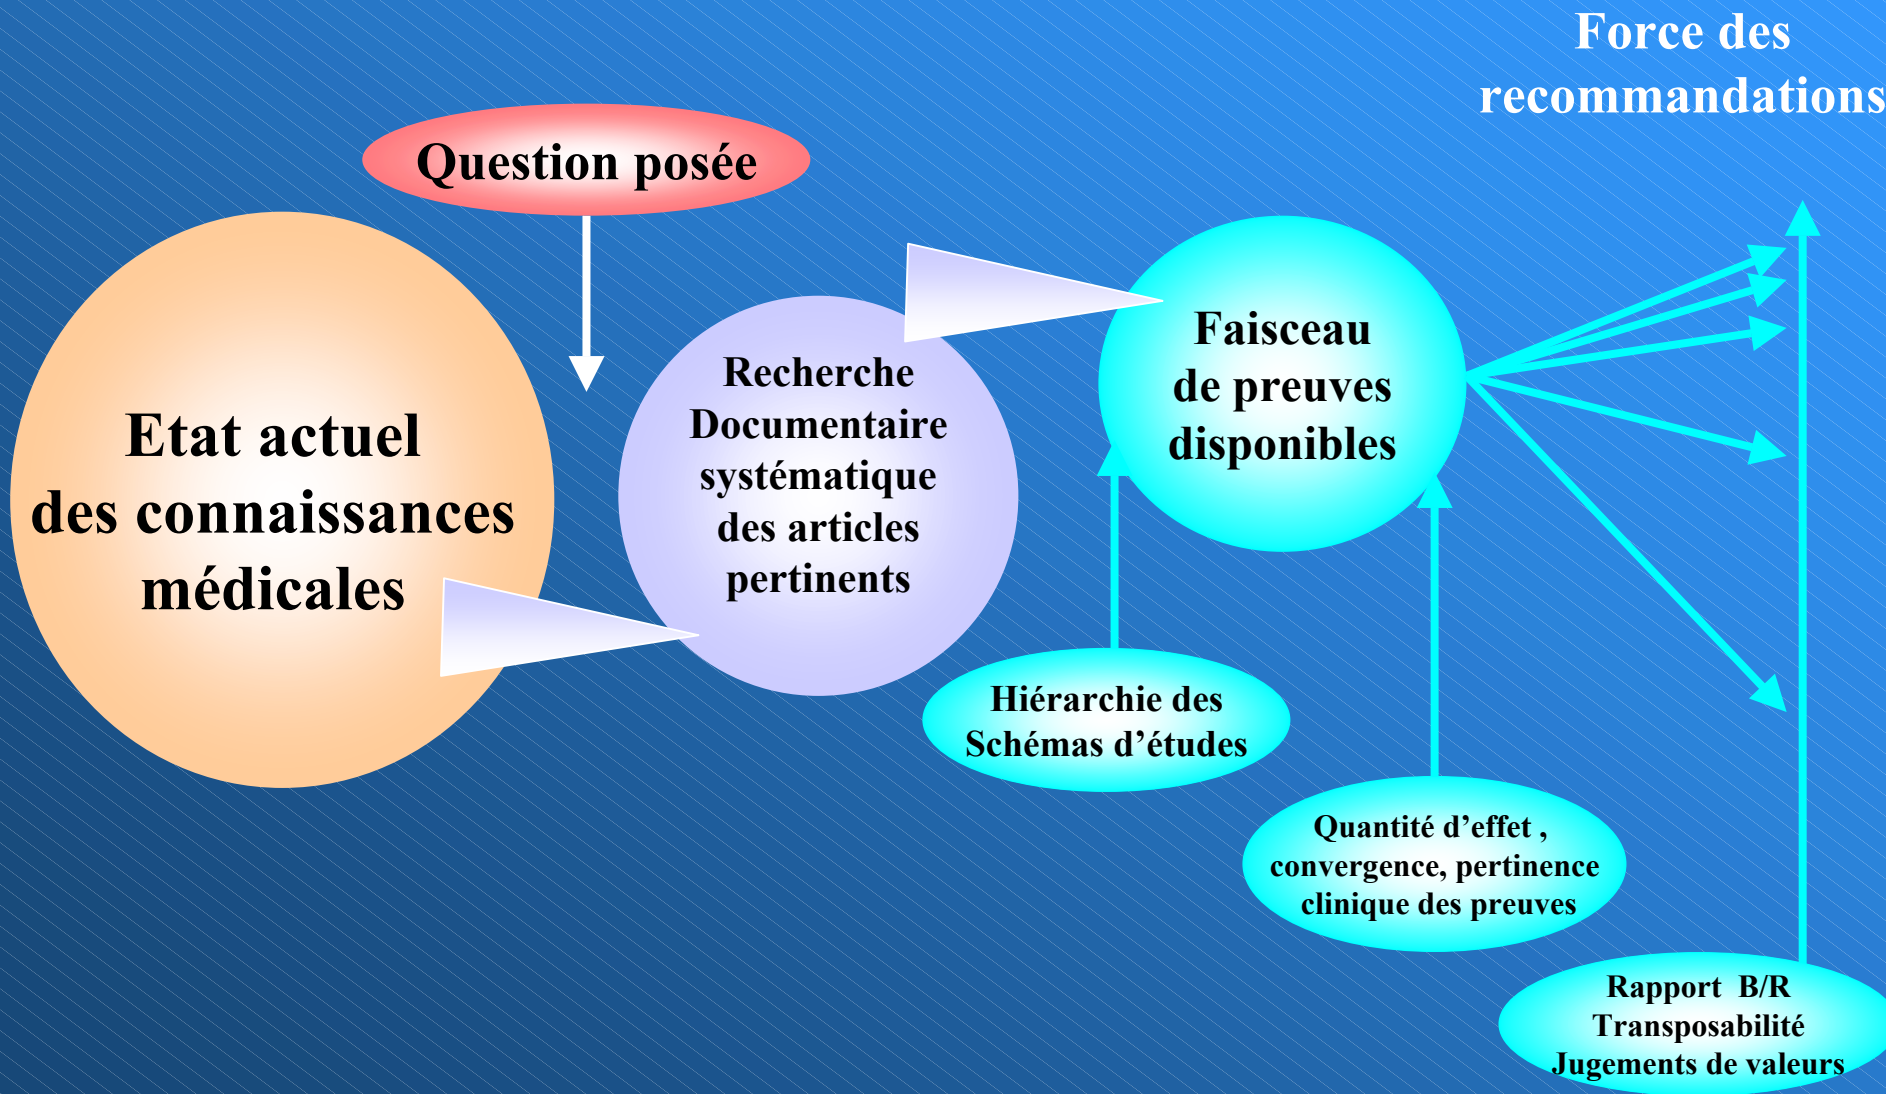 Force des
recommandations
Question posée
Etat actuel
des connaissances
médicales
Recherche
Documentaire
systématique
des articles
pertinents
Faisceau
de preuves
disponibles
Hiérarchie des
Schémas d’études
Quantité d’effet ,
convergence, pertinence
clinique des preuves
Rapport B/R
Transposabilité
Jugements de valeurs